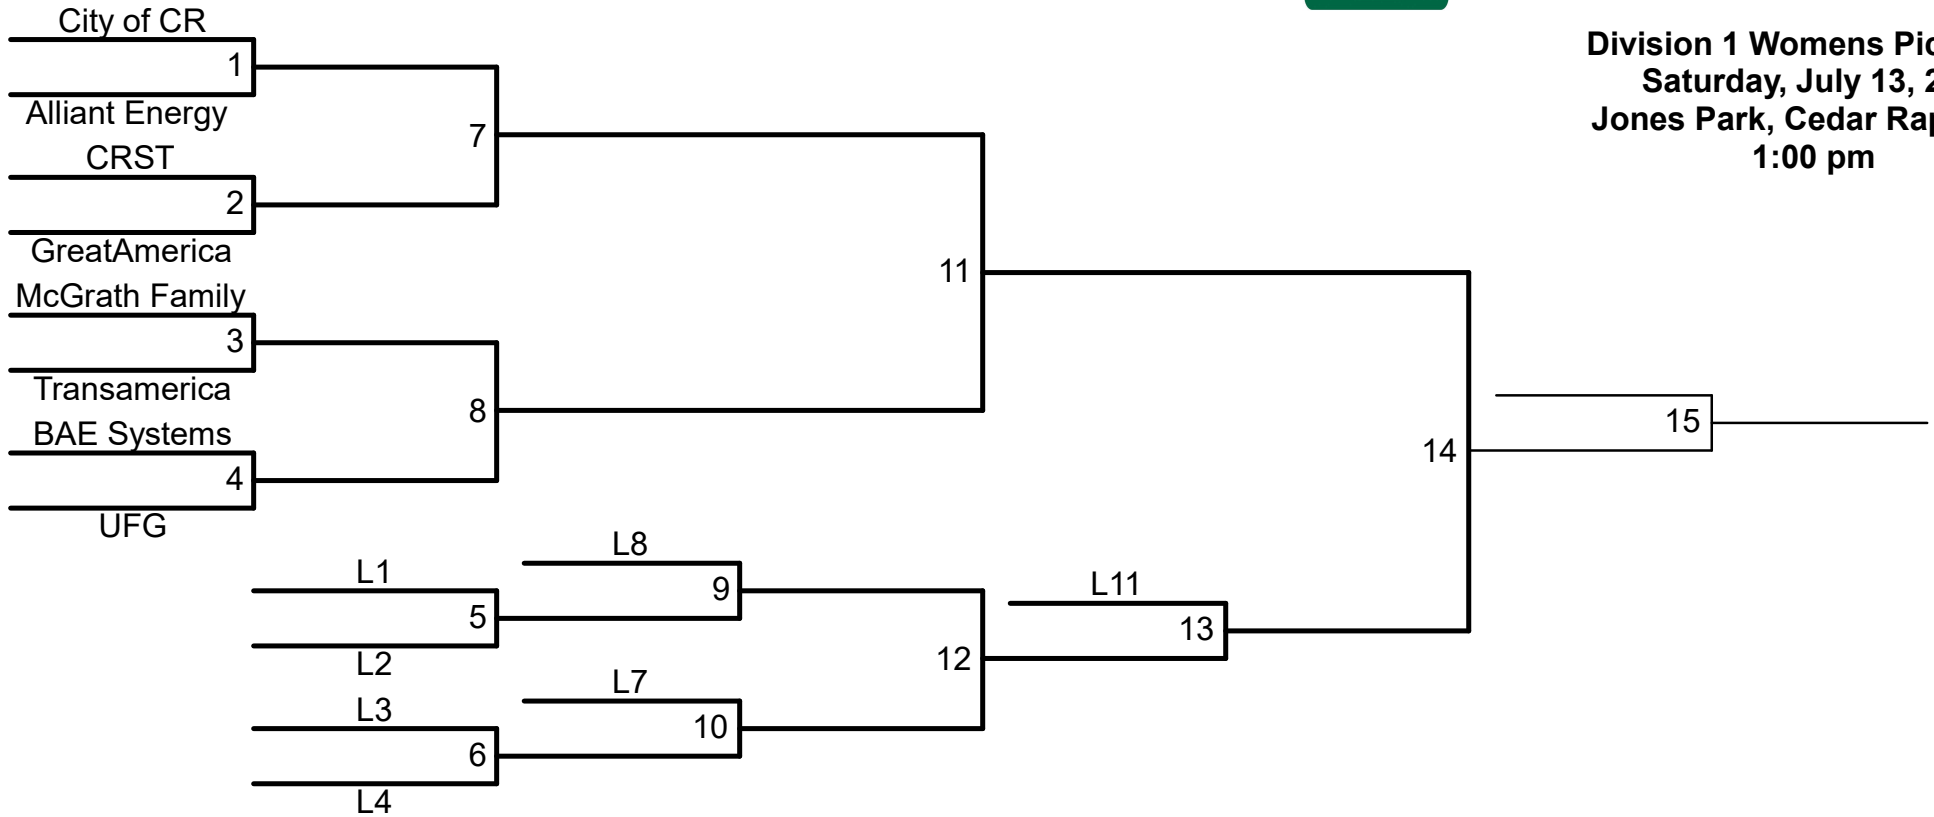 City of CR
1
Alliant Energy
7
CRST
2
GreatAmerica
McGrath Family
3
Transamerica
8
BAE Systems
4
UFG
11
Division 1 Womens
Saturday, July 13,
Jones Park, Cedar
1:00 pm
14
15
L8
L1
9
5
L2
L7
L3
10
6
L4
12
L11
13